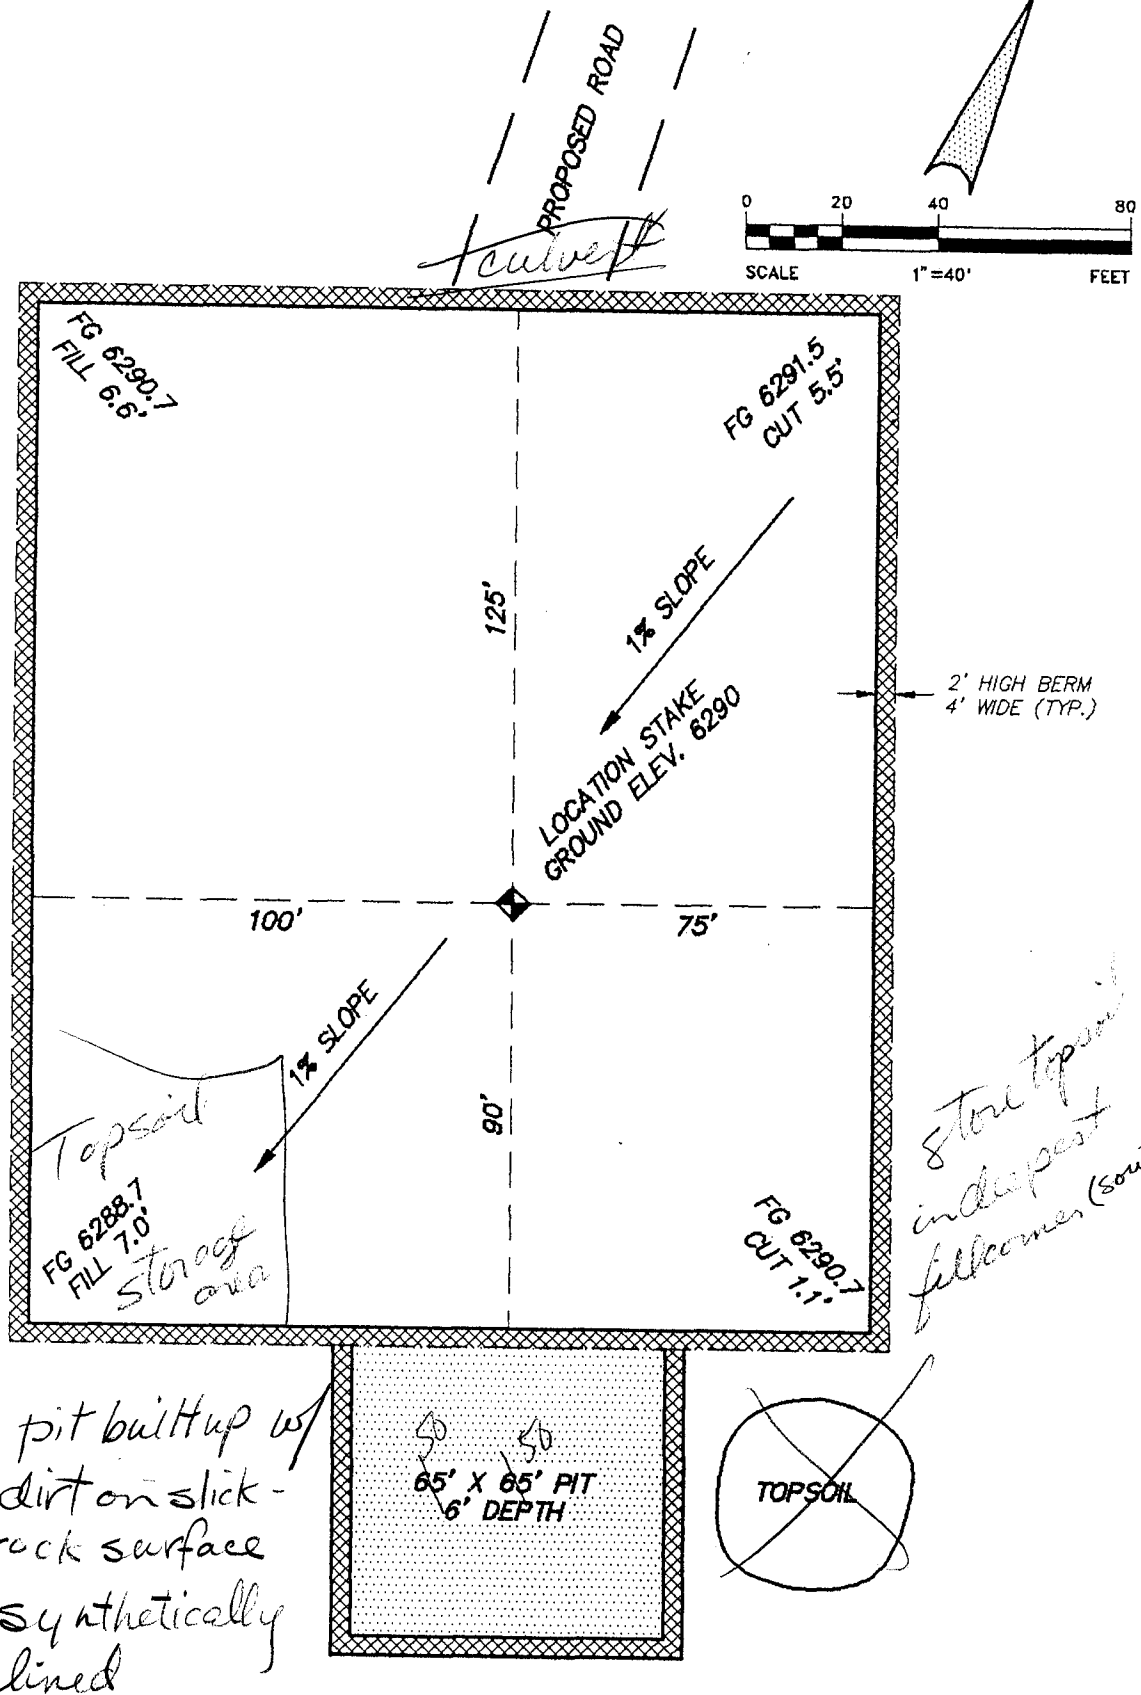 PROPOSED ROAD
culvert
0 20 40 80
SCALE 1"=40' FEET
FG 6290.7
FILL 6.6'
FG 6291.5
CUT 5.5'
125'
1% SLOPE
2' HIGH BERM
4' WIDE (TYP.)
LOCATION STAKE
GROUND ELEV. 6290
100'
75'
1% SLOPE
90'
Topsoil
storage
area
FG 6288.7
FILL 7.0'
FG 6290.7
CUT 1.1'
store topsoil
in deepest
fill corner
pit built up w/
dirt on slick-
rock surface
synthetically
lined
50 50
65' X 65' PIT
6' DEPTH
TOPSOIL